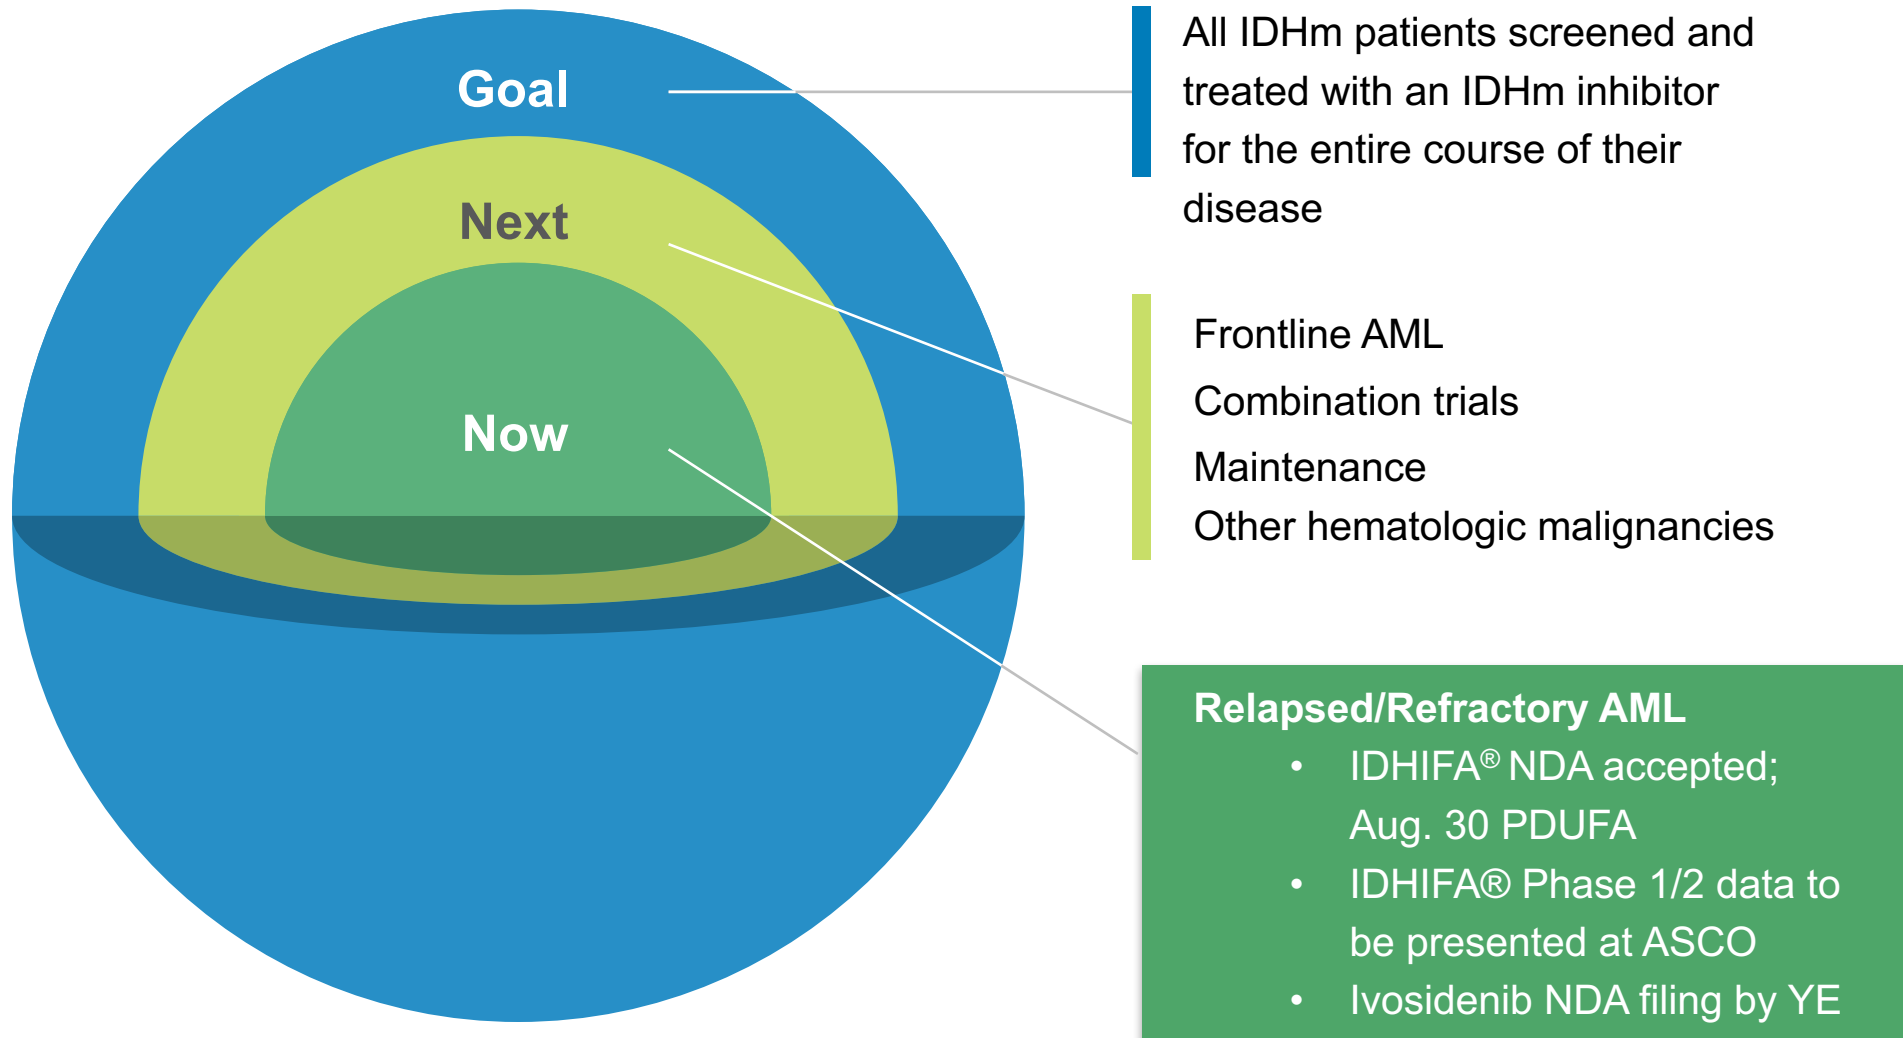 Goal
All IDHm patients screened and
treated with an IDHm inhibitor
for the entire course of their
disease
Next
Frontline AML
Combination trials
Maintenance
Other hematologic malignancies
Now
Relapsed/Refractory AML
• IDHIFA® NDA accepted;
Aug. 30 PDUFA
• IDHIFA® Phase 1/2 data to
be presented at ASCO
• Ivosidenib NDA filing by YE